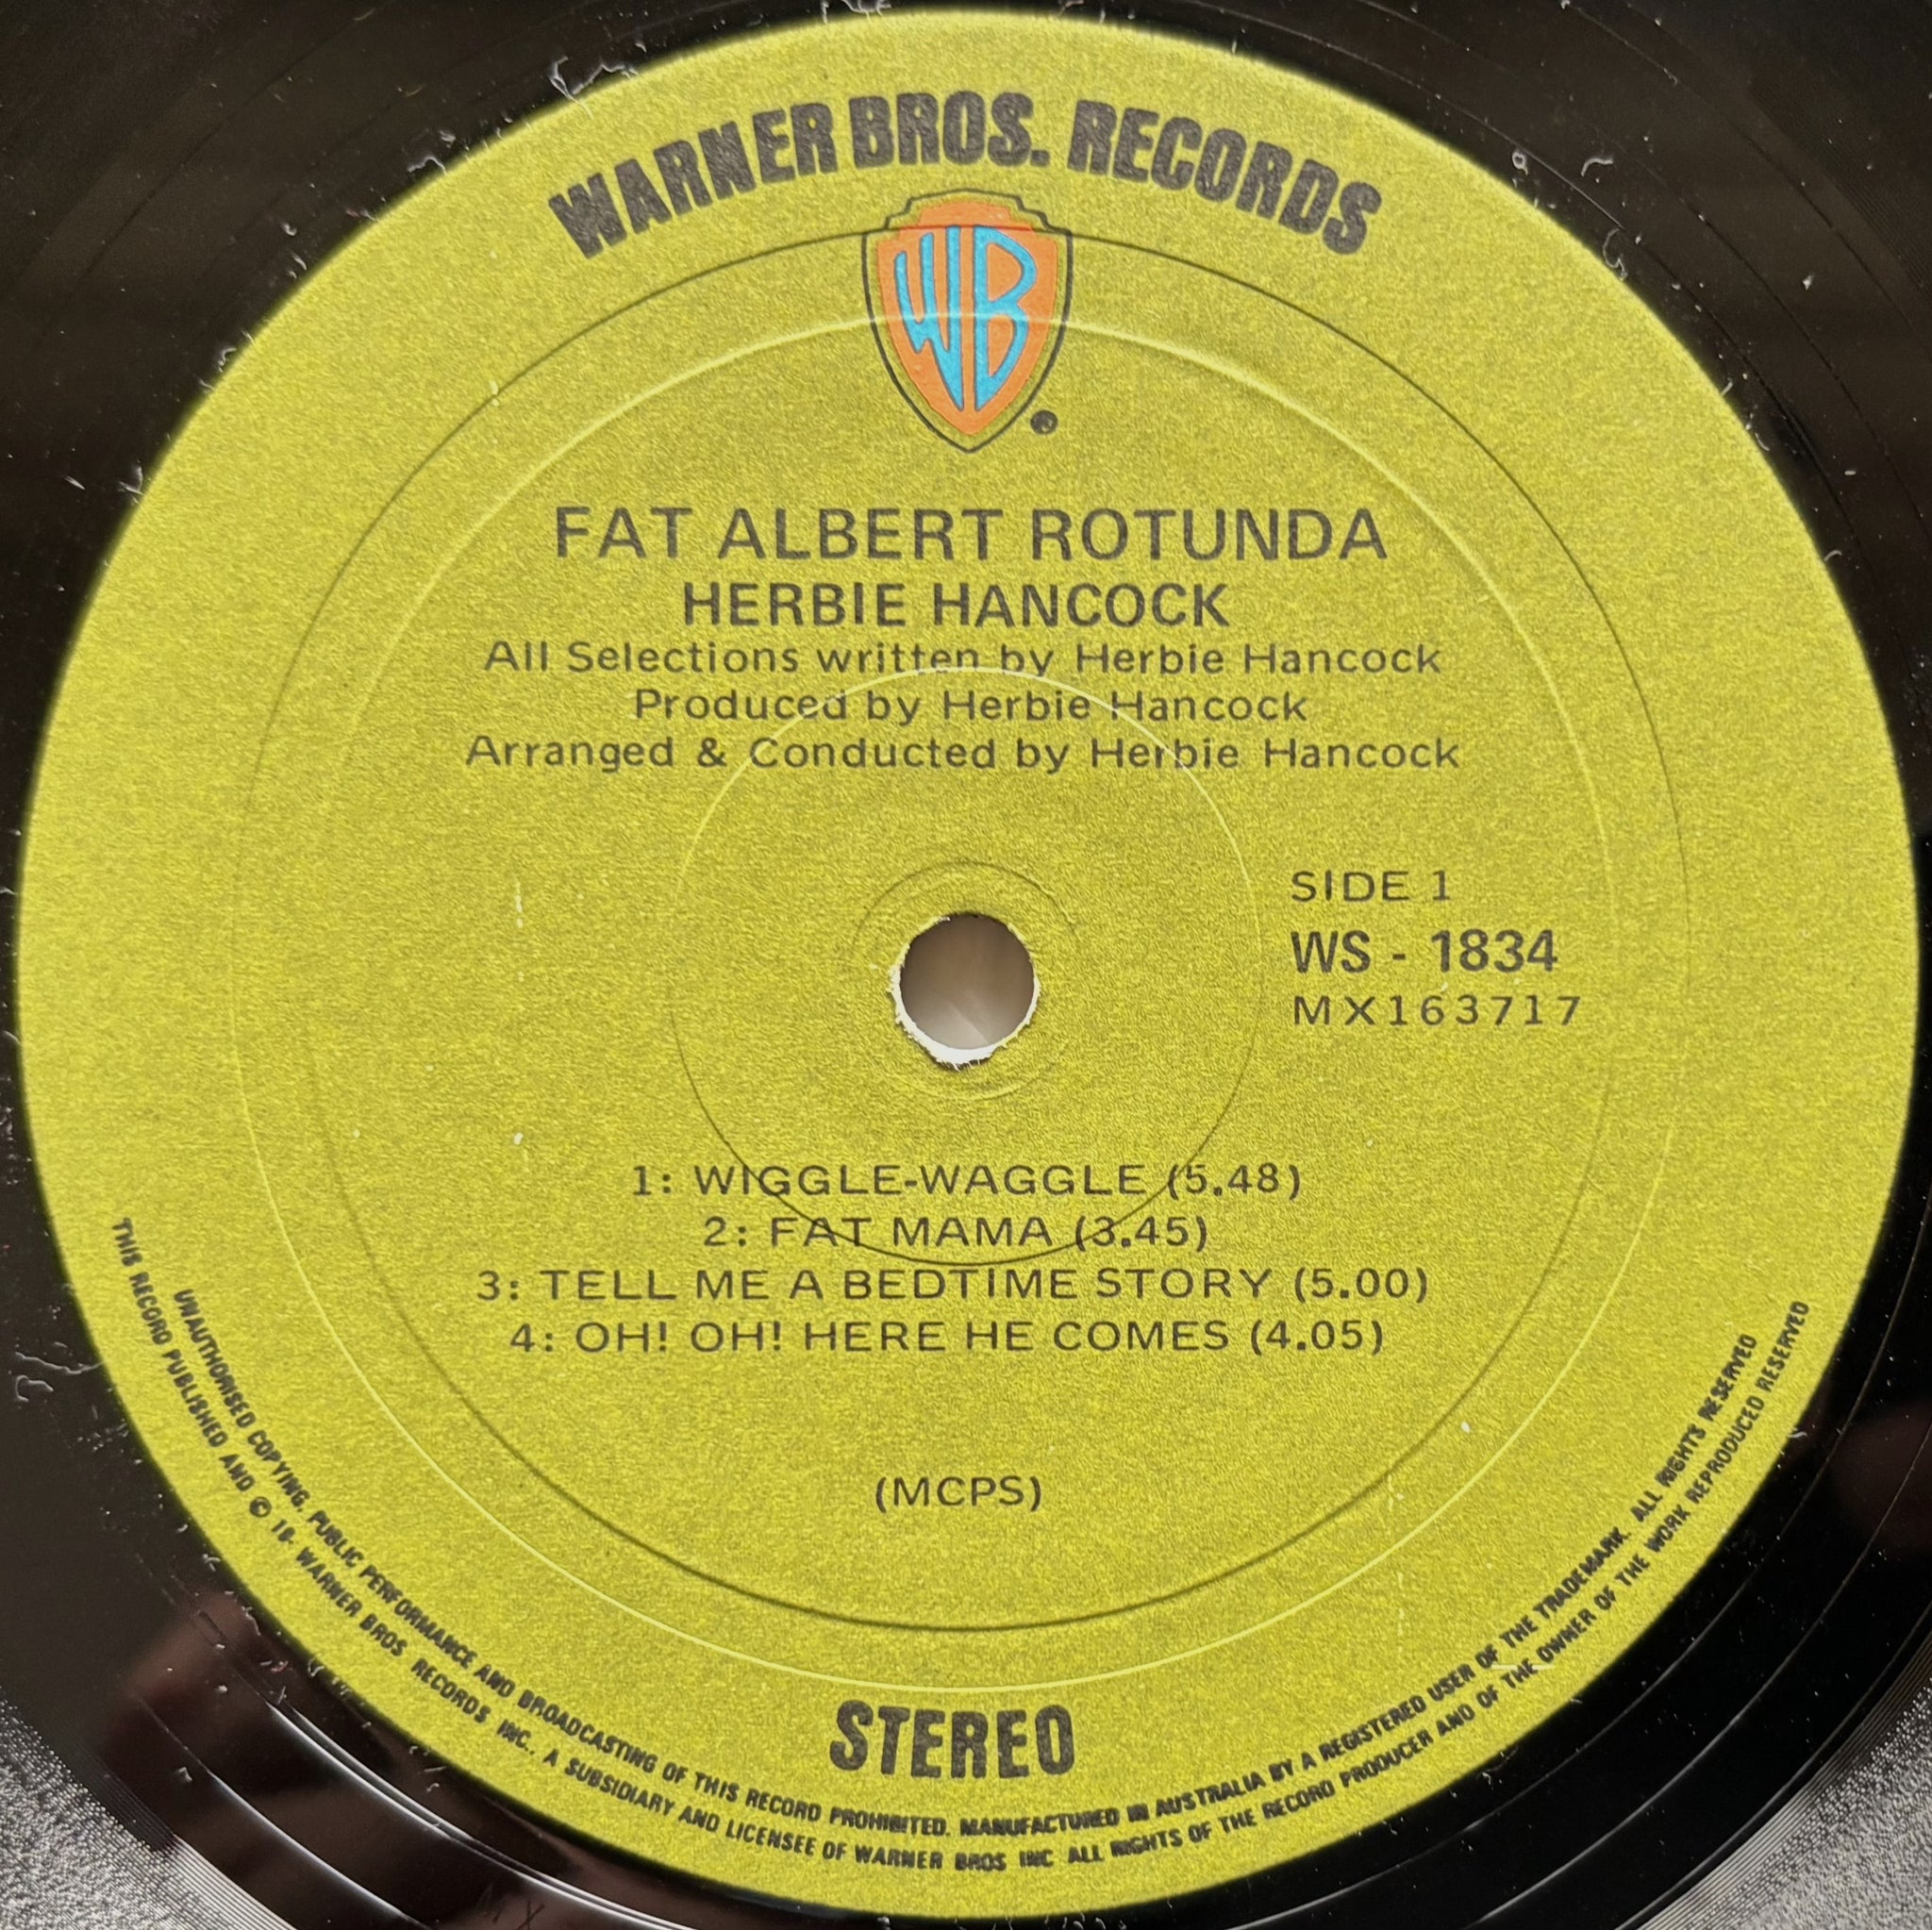 WARNER BROS. RECORDS
WB
FAT ALBERT ROTUNDA
HERBIE HANCOCK
All Selections written by Herbie Hancock
Produced by Herbie Hancock
Arranged & Conducted by Herbie Hancock
SIDE 1
WS - 1834
MX163717
1: WIGGLE-WAGGLE (5.48)
2: FAT MAMA (3.45)
3: TELL ME A BEDTIME STORY (5.00)
4: OH! OH! HERE HE COMES (4.05)
(MCPS)
STEREO
UNAUTHORISED COPYING, PUBLIC PERFORMANCE AND BROADCASTING OF THIS RECORD PROHIBITED. MANUFACTURED IN AUSTRALIA BY A REGISTERED USER OF THE TRADEMARK. ALL RIGHTS RESERVED
THIS RECORD PUBLISHED AND © 19- WARNER BROS. RECORDS INC., A SUBSIDIARY AND LICENSEE OF WARNER BROS INC ALL RIGHTS OF THE RECORD PRODUCER AND OF THE OWNER OF THE WORK REPRODUCED RESERVED